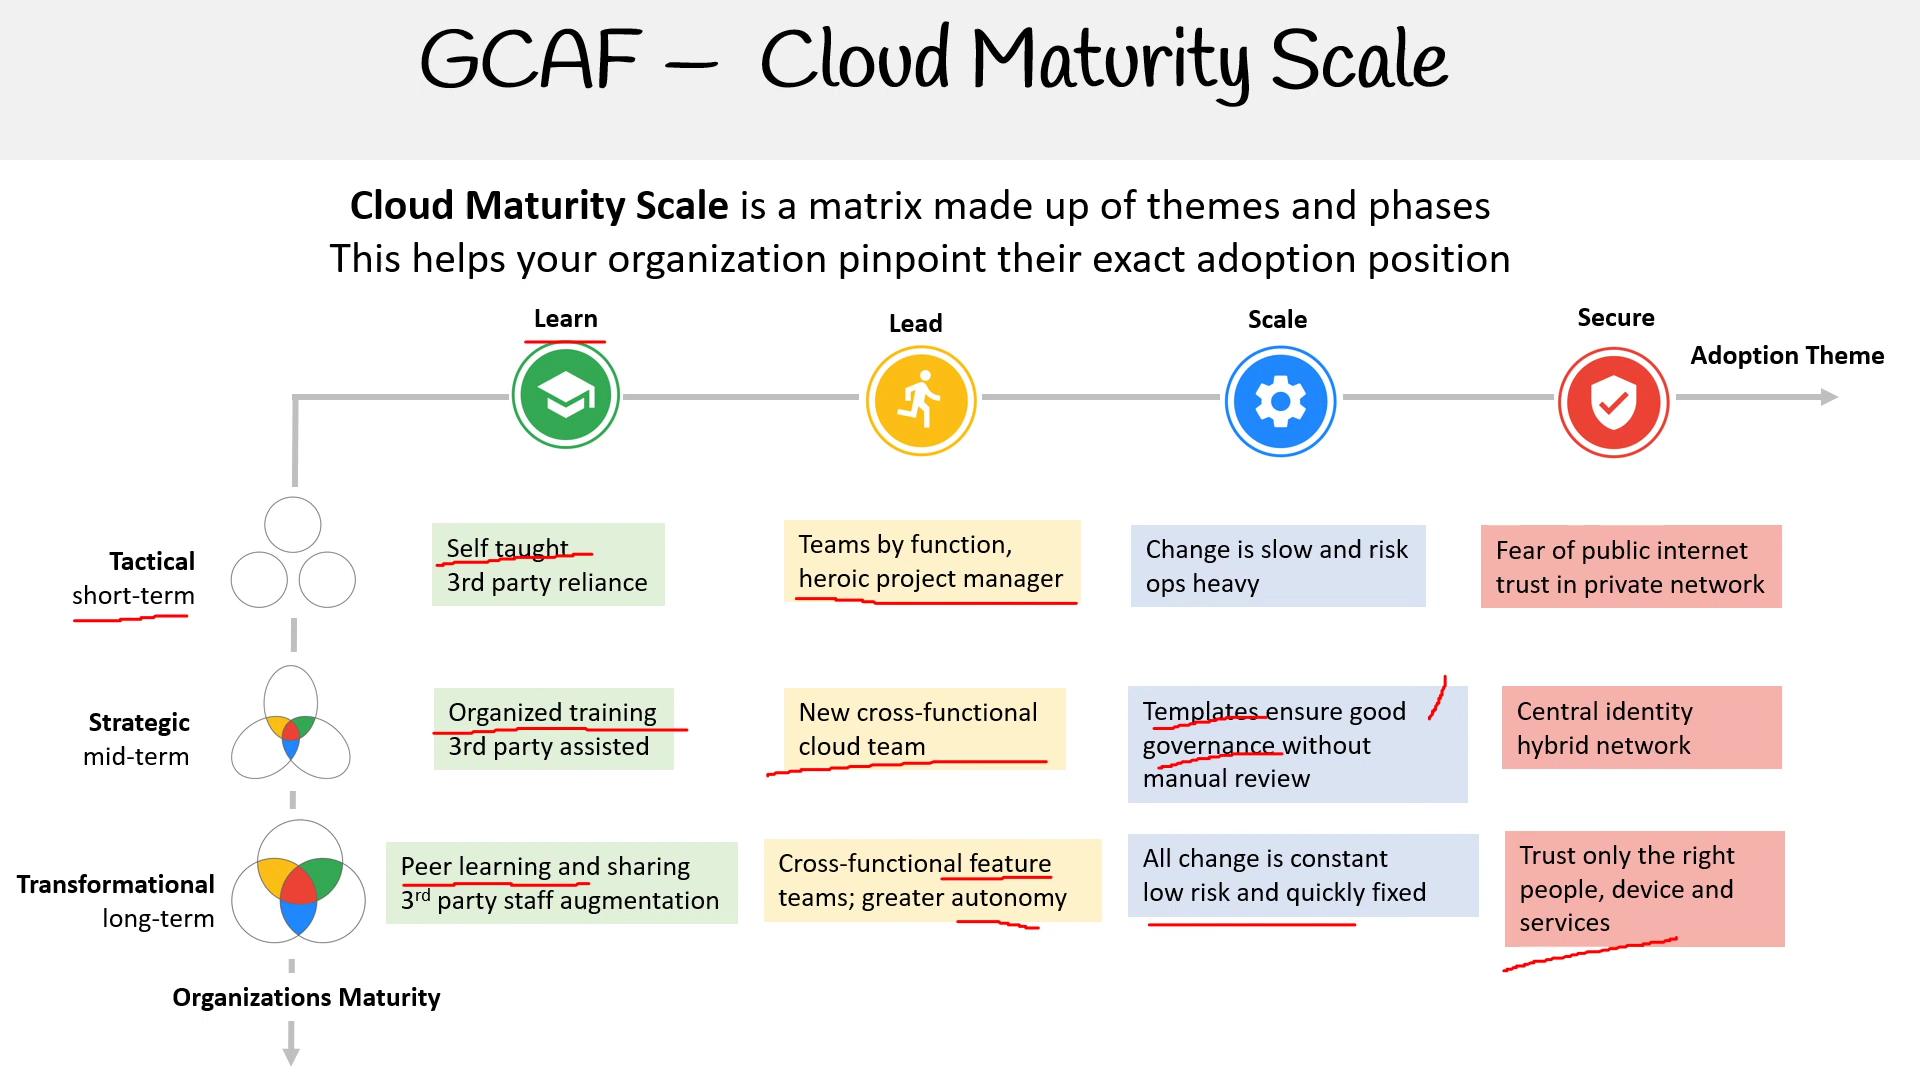 GCAF – Cloud Maturity Scale
Cloud Maturity Scale is a matrix made up of themes and phases
This helps your organization pinpoint their exact adoption position
Learn
Lead
Scale
Secure
Adoption Theme
Tactical
short-term
Self taught
3rd party reliance
Teams by function,
heroic project manager
Change is slow and risk
ops heavy
Fear of public internet
trust in private network
Strategic
mid-term
Organized training
3rd party assisted
New cross-functional
cloud team
Templates ensure good
governance without
manual review
Central identity
hybrid network
Transformational
long-term
Peer learning and sharing
3rd party staff augmentation
Cross-functional feature
teams; greater autonomy
All change is constant
low risk and quickly fixed
Trust only the right
people, device and
services
Organizations Maturity